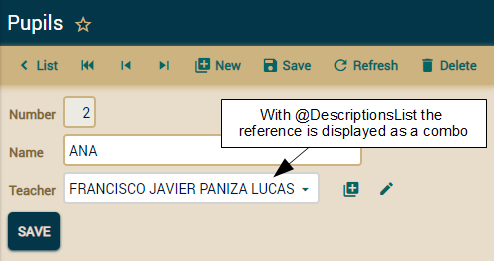 Pupils
List New Save Refresh Delete
Number 2
With @DescriptionsList the
reference is displayed as a combo
Name ANA
Teacher FRANCISCO JAVIER PANIZA LUCAS
SAVE